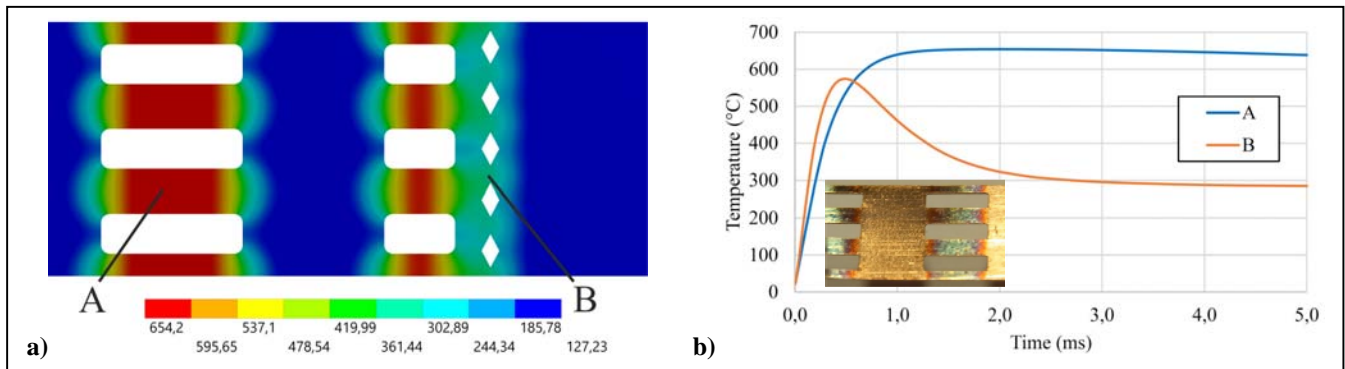 A
B
654,2 537,1 419,99 302,89 185,78
595,65 478,54 361,44 244,34 127,23
a)
700
600
500
400
300
200
100
0
Temperature (°C)
A
B
0,0 1,0 2,0 3,0 4,0 5,0
Time (ms)
b)